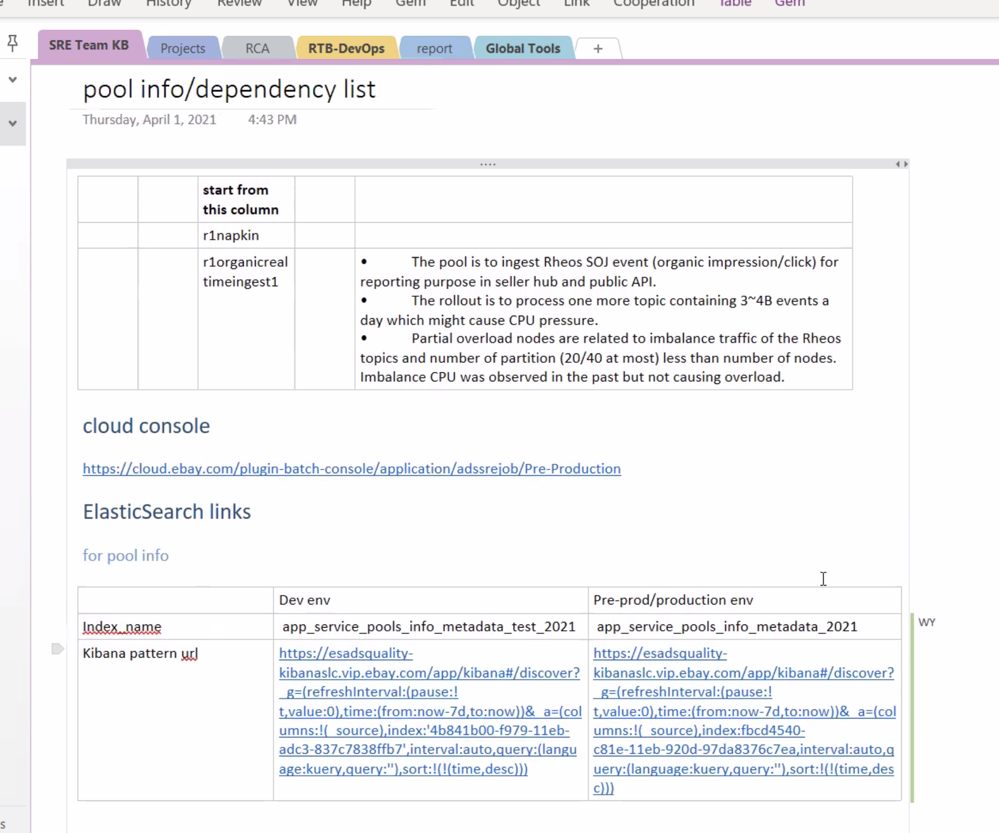 Insert Draw History Review View Help Gem Edit Object Link Cooperation Table Gem
SRE Team KB Projects RCA RTB-DevOps report Global Tools +
pool info/dependency list
Thursday, April 1, 2021 4:43 PM
start from
this column
r1napkin
r1organicreal
timeingest1
• The pool is to ingest Rheos SOJ event (organic impression/click) for
reporting purpose in seller hub and public API.
• The rollout is to process one more topic containing 3~4B events a
day which might cause CPU pressure.
• Partial overload nodes are related to imbalance traffic of the Rheos
topics and number of partition (20/40 at most) less than number of nodes.
Imbalance CPU was observed in the past but not causing overload.
cloud console
https://cloud.ebay.com/plugin-batch-console/application/adssrejob/Pre-Production
ElasticSearch links
for pool info
Dev env
Pre-prod/production env
Index_name
app_service_pools_info_metadata_test_2021
app_service_pools_info_metadata_2021
WY
Kibana pattern url
https://esadsquality-
kibanaslc.vip.ebay.com/app/kibana#/discover?
_g=(refreshInterval:(pause:!
t,value:0),time:(from:now-7d,to:now))&_a=(col
umns:!(_source),index:'4b841b00-f979-11eb-
adc3-837c7838ffb7',interval:auto,query:(langu
age:kuery,query:''),sort:!(!(time,desc)))
https://esadsquality-
kibanaslc.vip.ebay.com/app/kibana#/discover?
_g=(refreshInterval:(pause:!
t,value:0),time:(from:now-7d,to:now))&_a=(col
umns:!(_source),index:fbcd4540-
c81e-11eb-920d-97da8376c7ea,interval:auto,q
uery:(language:kuery,query:''),sort:!(!(time,des
c)))